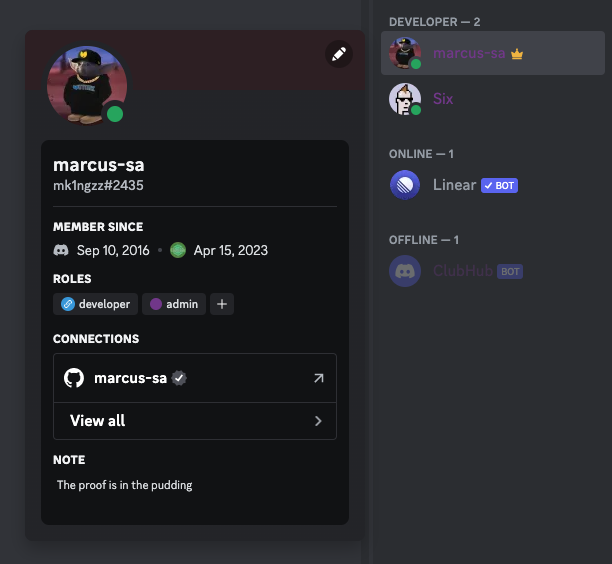 marcus-sa
mk1ngzz#2435
MEMBER SINCE
Sep 10, 2016 • Apr 15, 2023
ROLES
developer admin +
CONNECTIONS
marcus-sa
View all
NOTE
The proof is in the pudding
DEVELOPER — 2
marcus-sa
Six
ONLINE — 1
Linear ✓ BOT
OFFLINE — 1
ClubHub BOT